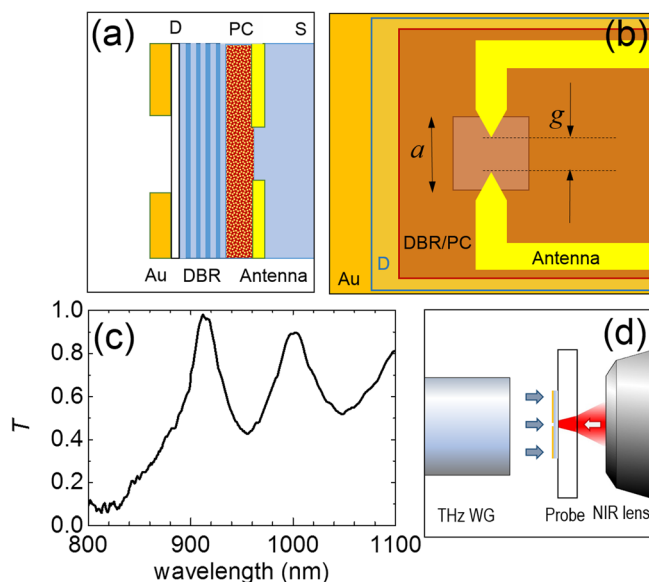 (a)
D PC S
Au DBR Antenna
(b)
g
a
DBR/PC
Antenna
D
Au
(c)
1.0
0.8
0.6
0.4
0.2
0.0
T
800 900 1000 1100
wavelength (nm)
(d)
THz WG Probe NIR lens